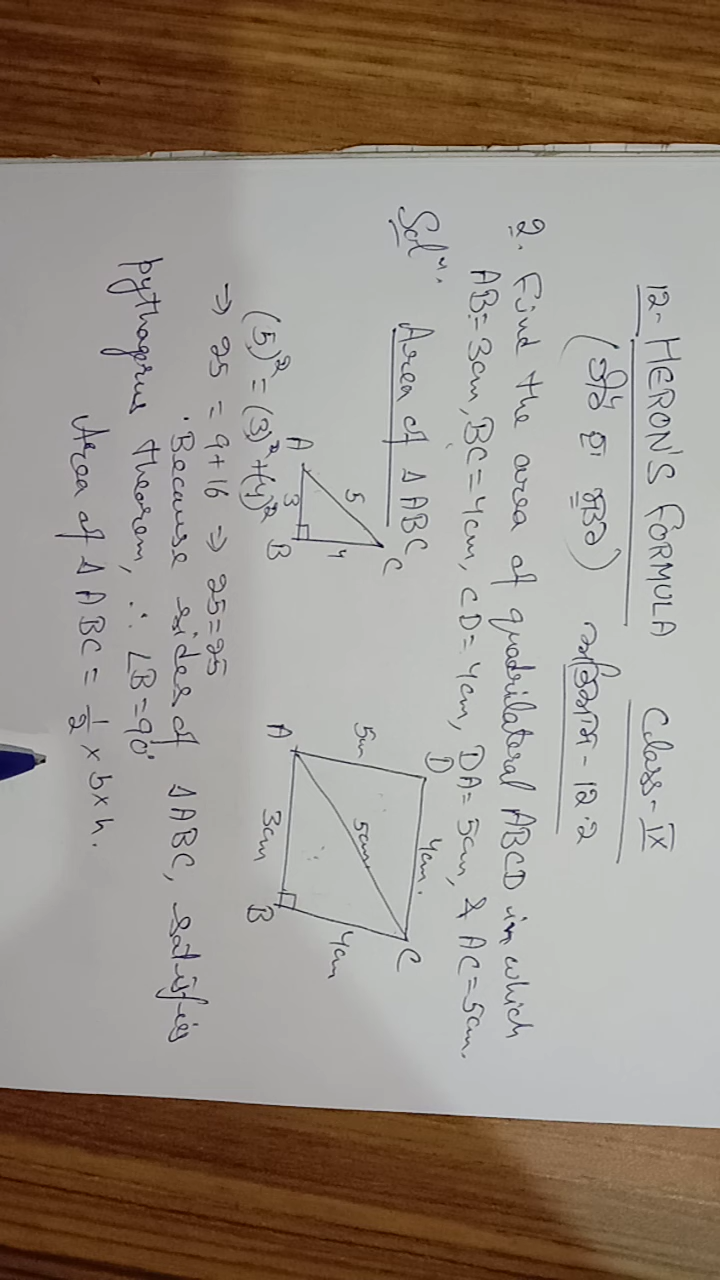 12- HERON'S FORMULA Class-IX
12.2
2. Find the area of quadrilateral ABCD in which
AB=3cm, BC=4cm, CD=4cm, DA=5cm, & AC=5cm.
Solⁿ. Area of Δ ABC
A
5
3
B
4
C
D
4cm.
C
5cm
5cm
4cm
A
3cm
B
(5)² = (3)²+(4)²
⇒ 25 = 9+16 ⇒ 25=25
∵ Because sides of ΔABC, satisfies
pythagorus theorem, ∴ ∠B=90°
Area of Δ ABC = 1/2 × b × h.